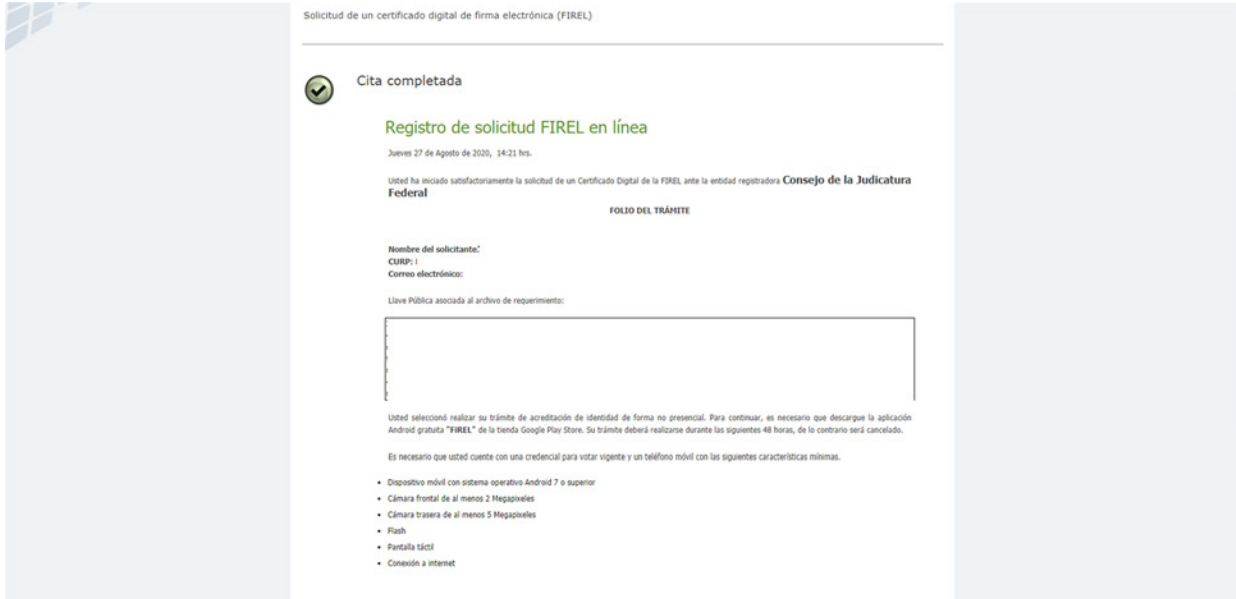 Solicitud de un certificado digital de firma electrónica (FIREL)
Cita completada
Registro de solicitud FIREL en línea
Jueves 27 de Agosto de 2020, 14:21 hrs.
Usted ha iniciado satisfactoriamente la solicitud de un Certificado Digital de la FIREL ante la entidad registradora Consejo de la Judicatura
Federal
FOLIO DEL TRÁMITE
Nombre del solicitante:
CURP:
Correo electrónico:
Llave Pública asociada al archivo de requerimiento:
Usted seleccionó realizar su trámite de acreditación de identidad de forma no presencial. Para continuar, es necesario que descargue la aplicación
Android gratuita "FIREL" de la tienda Google Play Store. Su trámite deberá realizarse durante las siguientes 48 horas, de lo contrario será cancelado.
Es necesario que usted cuente con una credencial para votar vigente y un teléfono móvil con las siguientes características mínimas.
• Dispositivo móvil con sistema operativo Android 7 o superior
• Cámara frontal de al menos 2 Megapixeles
• Cámara trasera de al menos 5 Megapixeles
• Flash
• Pantalla táctil
• Conexión a internet